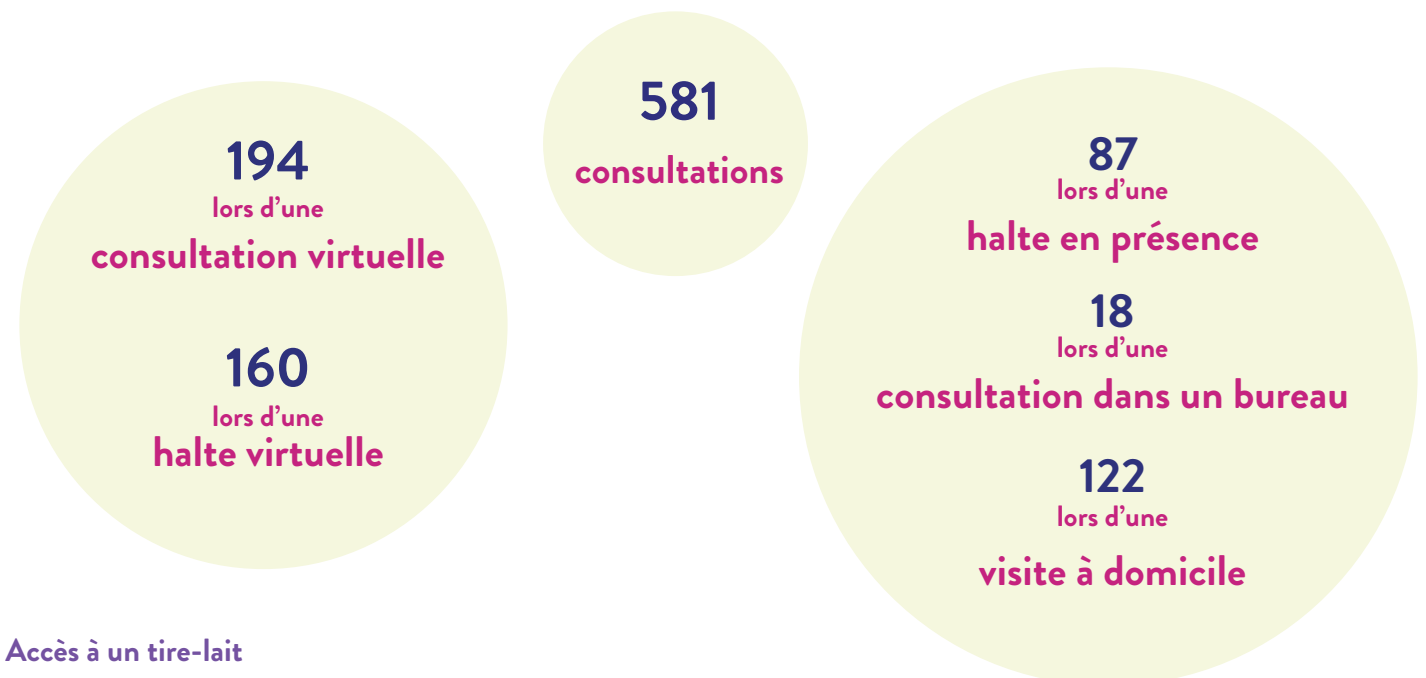 581
consultations
194
lors d’une
consultation virtuelle
160
lors d’une
halte virtuelle
87
lors d’une
halte en présence
18
lors d’une
consultation dans un bureau
122
lors d’une
visite à domicile
Accès à un tire-lait